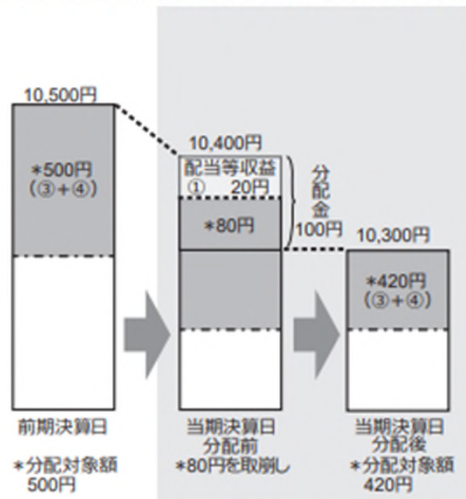 10,500円
*500円
(③+④)
前期決算日
*分配対象額
500円
10,400円
配当等収益
① 20円
*80円
分配金
100円
当期決算日
分配前
*80円を取崩し
10,300円
*420円
(③+④)
当期決算日
分配後
*分配対象額
420円